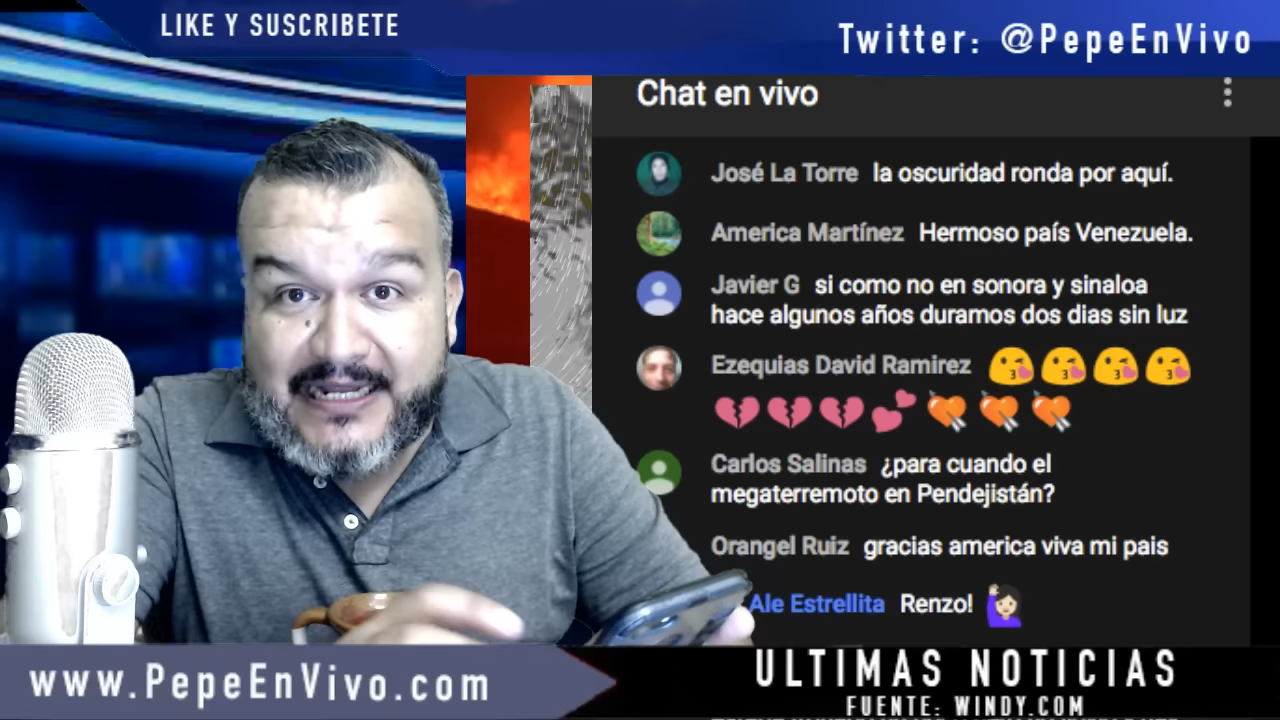 LIKE Y SUSCRIBETE
Twitter: @PepeEnVivo
Chat en vivo
José La Torre la oscuridad ronda por aquí.
America Martínez Hermoso país Venezuela.
Javier G si como no en sonora y sinaloa
hace algunos años duramos dos dias sin luz
Ezequias David Ramirez 😘😘😘😘
💔💔💔💕💘💘💘
Carlos Salinas ¿para cuando el
megaterremoto en Pendejistán?
Orangel Ruiz gracias america viva mi pais
Ale Estrellita Renzo! 🙋🏻‍♀️
www.PepeEnVivo.com
ULTIMAS NOTICIAS
FUENTE: WINDY.COM